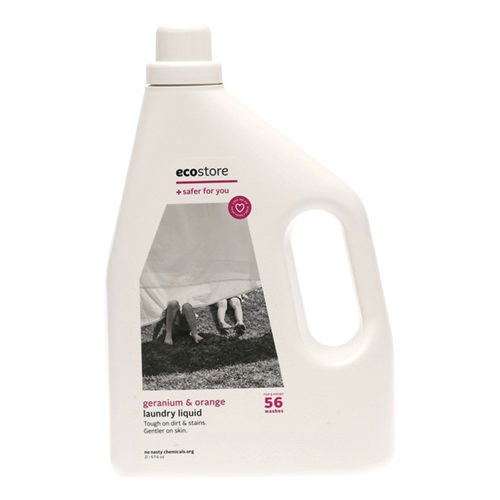 ecostore
+ safer for you
geranium & orange
laundry liquid
Tough on dirt & stains.
Gentler on skin.
56
washes
no nasty chemicals.org